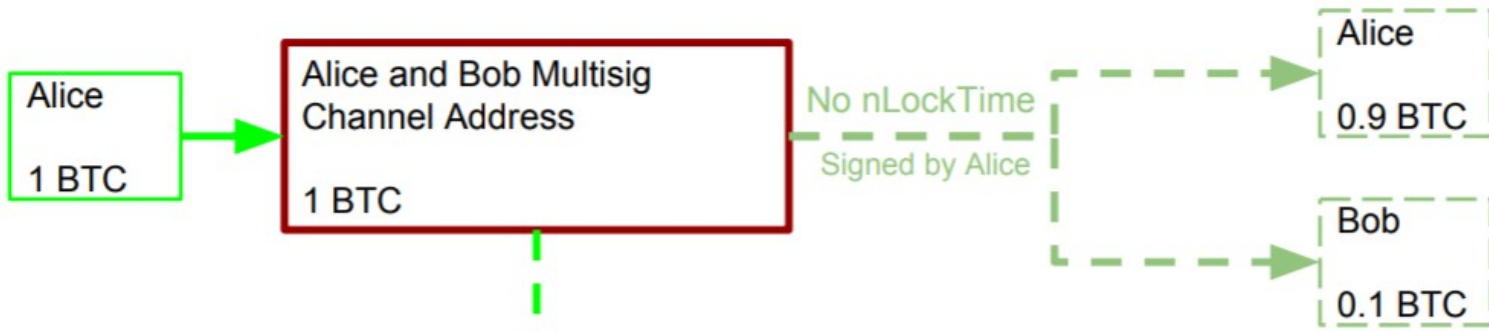 Alice
1 BTC
Alice and Bob Multisig
Channel Address
1 BTC
No nLockTime
Signed by Alice
Alice
0.9 BTC
Bob
0.1 BTC